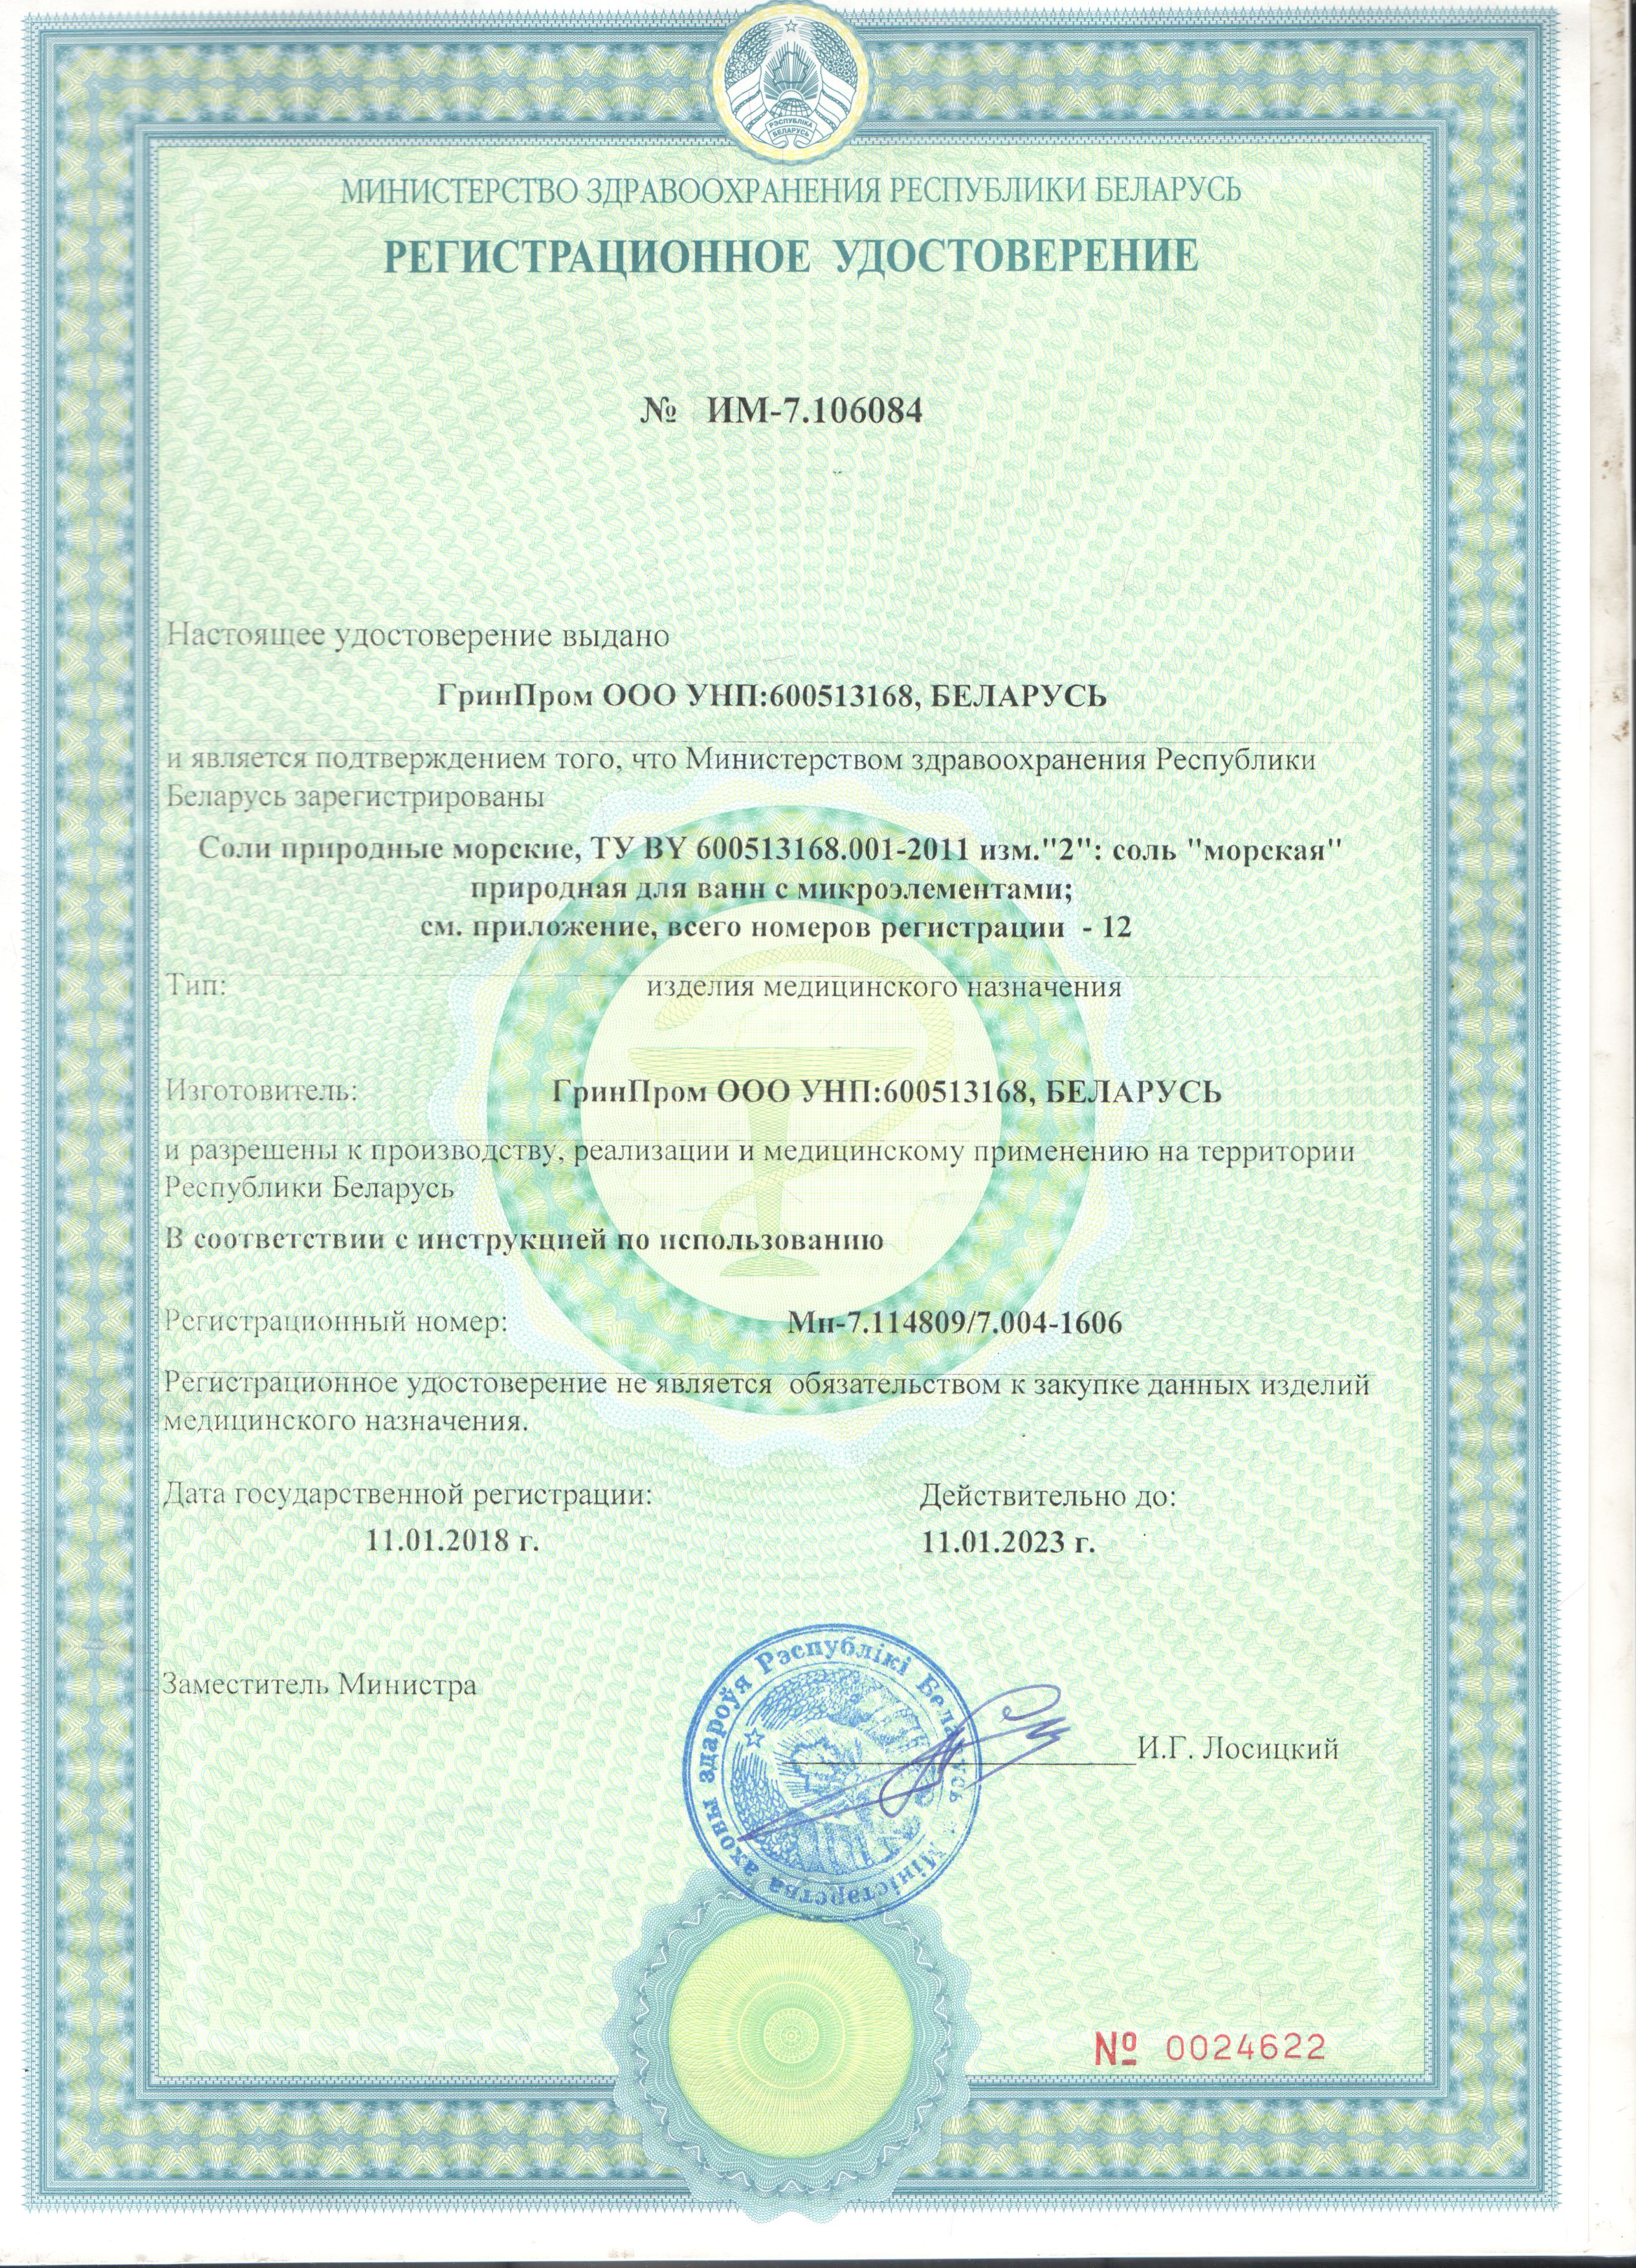 РЭСПУБЛІКА
БЕЛАРУСЬ
МИНИСТЕРСТВО ЗДРАВООХРАНЕНИЯ РЕСПУБЛИКИ БЕЛАРУСЬ
РЕГИСТРАЦИОННОЕ УДОСТОВЕРЕНИЕ
№ ИМ-7.106084
Настоящее удостоверение выдано
ГринПром ООО УНП:600513168, БЕЛАРУСЬ
и является подтверждением того, что Министерством здравоохранения Республики
Беларусь зарегистрированы
Соли природные морские, ТУ BY 600513168.001-2011 изм."2": соль "морская"
природная для ванн с микроэлементами;
см. приложение, всего номеров регистрации - 12
Тип: изделия медицинского назначения
Изготовитель: ГринПром ООО УНП:600513168, БЕЛАРУСЬ
и разрешены к производству, реализации и медицинскому применению на территории
Республики Беларусь
В соответствии с инструкцией по использованию
Регистрационный номер: Мн-7.114809/7.004-1606
Регистрационное удостоверение не является обязательством к закупке данных изделий
медицинского назначения.
Дата государственной регистрации: Действительно до:
11.01.2018 г. 11.01.2023 г.
Заместитель Министра
Міністэрства аховы здароўя Рэспублікі Беларусь
И.Г. Лосицкий
№ 0024622